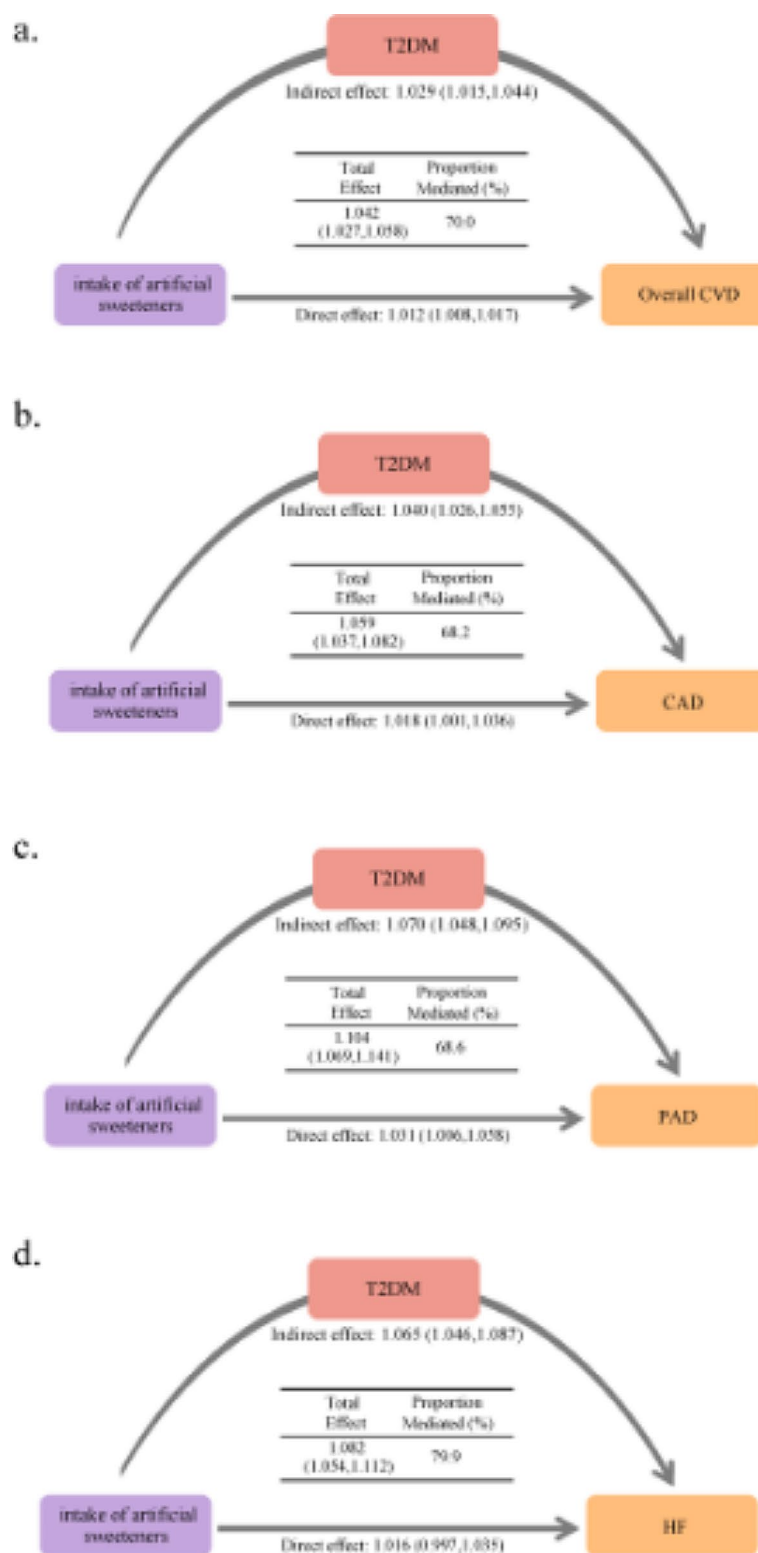 a.
T2DM
Indirect effect: 1.029 (1.015,1.044)
Total Proportion
Effect Mediated (%)
1.042
(1.027,1.058) 70.0
intake of artificial
sweeteners
Overall CVD
Direct effect: 1.012 (1.008,1.017)
b.
T2DM
Indirect effect: 1.040 (1.026,1.055)
Total Proportion
Effect Mediated (%)
1.059
(1.037,1.082) 68.2
intake of artificial
sweeteners
CAD
Direct effect: 1.018 (1.001,1.036)
c.
T2DM
Indirect effect: 1.070 (1.048,1.095)
Total Proportion
Effect Mediated (%)
1.104
(1.069,1.141) 68.6
intake of artificial
sweeteners
PAD
Direct effect: 1.031 (1.006,1.058)
d.
T2DM
Indirect effect: 1.065 (1.046,1.087)
Total Proportion
Effect Mediated (%)
1.082
(1.054,1.112) 79.9
intake of artificial
sweeteners
HF
Direct effect: 1.016 (0.997,1.035)